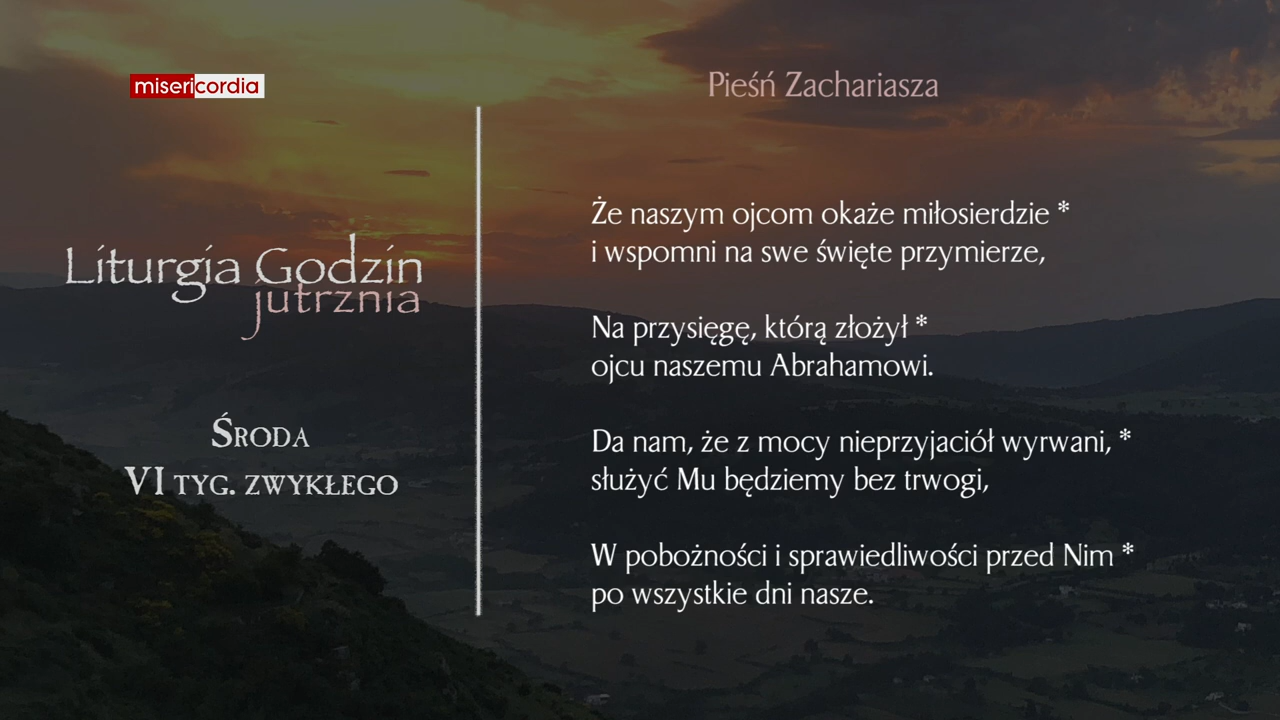 misericordia
Liturgia Godzin
jutrznia
Środa
VI tyg. zwykłego
Pieśń Zachariasza
Że naszym ojcom okaże miłosierdzie *
i wspomni na swe święte przymierze,
Na przysięgę, którą złożył *
ojcu naszemu Abrahamowi.
Da nam, że z mocy nieprzyjaciół wyrwani, *
służyć Mu będziemy bez trwogi,
W pobożności i sprawiedliwości przed Nim *
po wszystkie dni nasze.